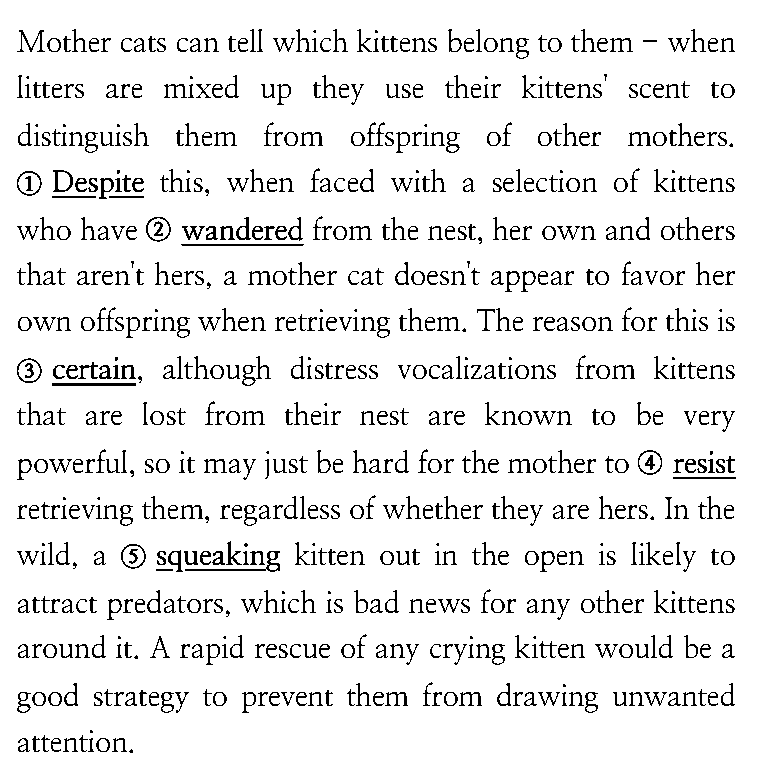 Mother cats can tell which kittens belong to them – when
litters are mixed up they use their kittens' scent to
distinguish them from offspring of other mothers.
① Despite this, when faced with a selection of kittens
who have ② wandered from the nest, her own and others
that aren't hers, a mother cat doesn't appear to favor her
own offspring when retrieving them. The reason for this is
③ certain, although distress vocalizations from kittens
that are lost from their nest are known to be very
powerful, so it may just be hard for the mother to ④ resist
retrieving them, regardless of whether they are hers. In the
wild, a ⑤ squeaking kitten out in the open is likely to
attract predators, which is bad news for any other kittens
around it. A rapid rescue of any crying kitten would be a
good strategy to prevent them from drawing unwanted
attention.